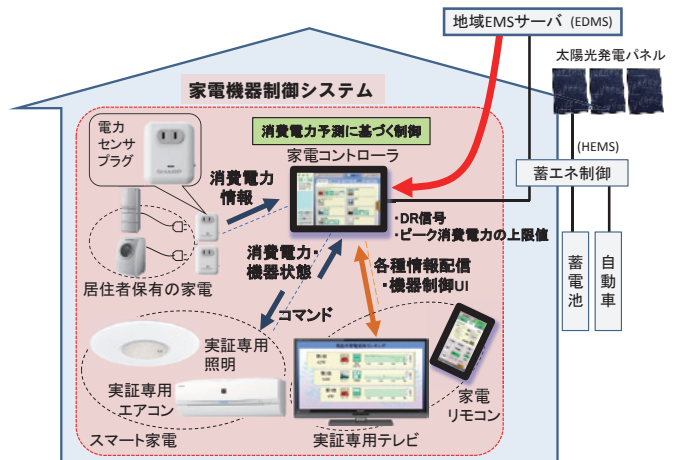 地域EMSサーバ (EDMS)
太陽光発電パネル
家電機器制御システム
電力
センサ
プラグ
消費電力予測に基づく制御
家電コントローラ
(HEMS)
蓄エネ制御
消費電力
情報
・DR信号
・ピーク消費電力の上限値
消費電力・
機器状態
各種情報配信
・機器制御UI
居住者保有の家電
蓄電池
自動車
コマンド
実証専用
照明
実証専用
エアコン
家電
リモコン
スマート家電
実証専用テレビ